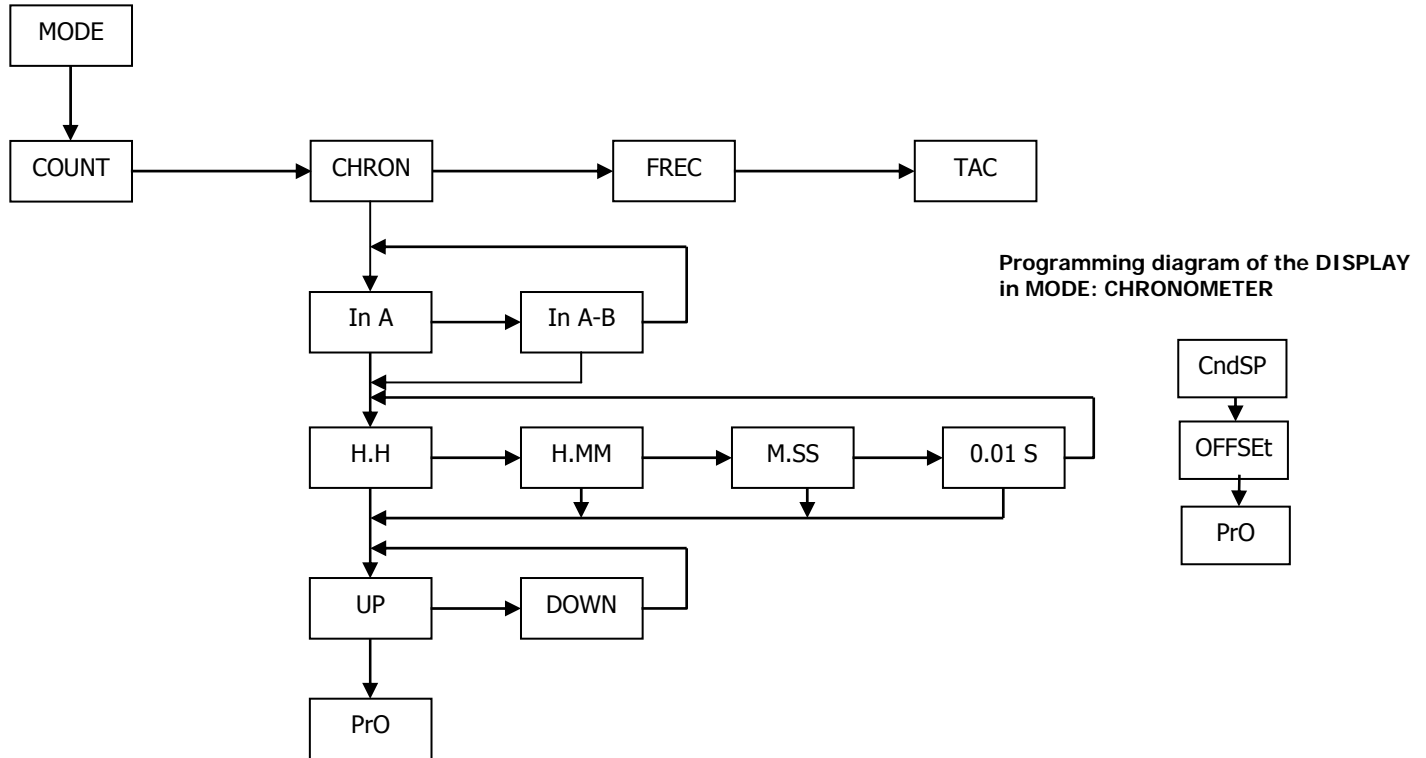 MODE
COUNT
CHRON
FREC
TAC
Programming diagram of the DISPLAY
in MODE: CHRONOMETER
In A
In A-B
CndSP
H.H
H.MM
M.SS
0.01 S
OFFSEt
PrO
UP
DOWN
PrO